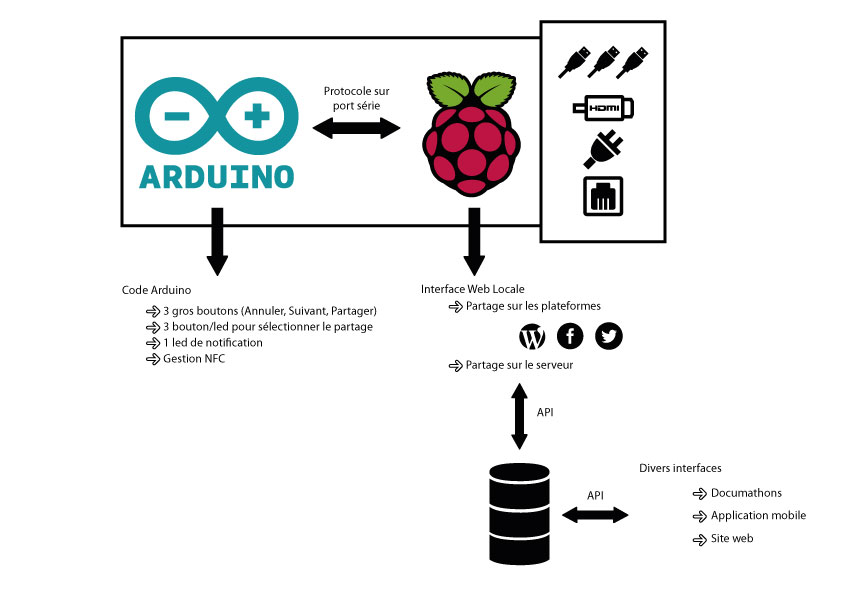 Protocole sur
port série
ARDUINO
HDMI
Code Arduino
3 gros boutons (Annuler, Suivant, Partager)
3 bouton/led pour sélectionner le partage
1 led de notification
Gestion NFC
Interface Web Locale
Partage sur les plateformes
Partage sur le serveur
API
API
Divers interfaces
Documathons
Application mobile
Site web